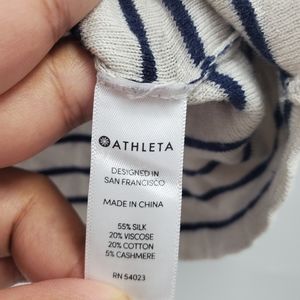 ATHLETA
DESIGNED IN
SAN FRANCISCO
MADE IN CHINA
55% SILK
20% VISCOSE
20% COTTON
5% CASHMERE
RN 54023